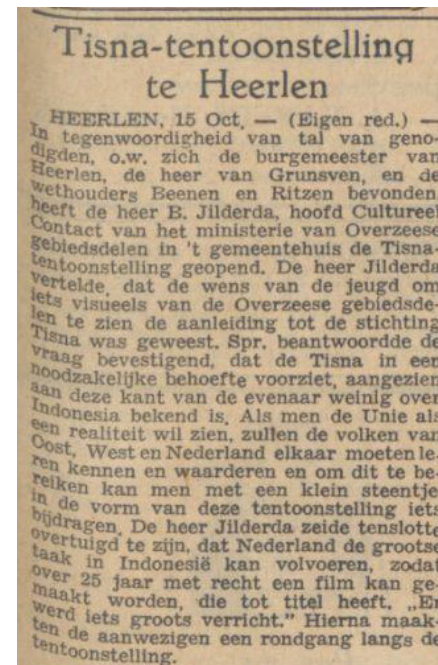 Tisna-tentoonstelling
te Heerlen
HEERLEN, 15 Oct. — (Eigen red.) —
In tegenwoordigheid van tal van geno-
digden, o.w. zich de burgemeester van
Heerlen, de heer van Grunsven, en de
wethouders Beenen en Ritzen bevonden,
heeft de heer B. Jilderda, hoofd Cultureel
Contact van het ministerie van Overzeese
gebiedsdelen in 't gemeentehuis de Tisna-
tentoonstelling geopend. De heer Jilderda
vertelde, dat de wens van de jeugd om
iets visueels van de Overzeese gebiedsde-
len te zien de aanleiding tot de stichting
Tisna was geweest. Spr. beantwoordde de
vraag bevestigend, dat de Tisna in een
noodzakelijke behoefte voorziet, aangezien
aan deze kant van de evenaar weinig over
Indonesia bekend is. Als men de Unie als
een realiteit wil zien, zullen de volken van
Oost, West en Nederland elkaar moeten le-
ren kennen en waarderen en om dit te be-
reiken kan men met een klein steentje
in de vorm van deze tentoonstelling iets
bijdragen. De heer Jilderda zeide tenslotte
overtuigd te zijn, dat Nederland de grootse
taak in Indonesië kan volvoeren, zodat
over 25 jaar met recht een film kan ge-
maakt worden, die tot titel heeft. „Er
werd iets groots verricht." Hierna maak-
ten de aanwezigen een rondgang langs de
tentoonstelling.